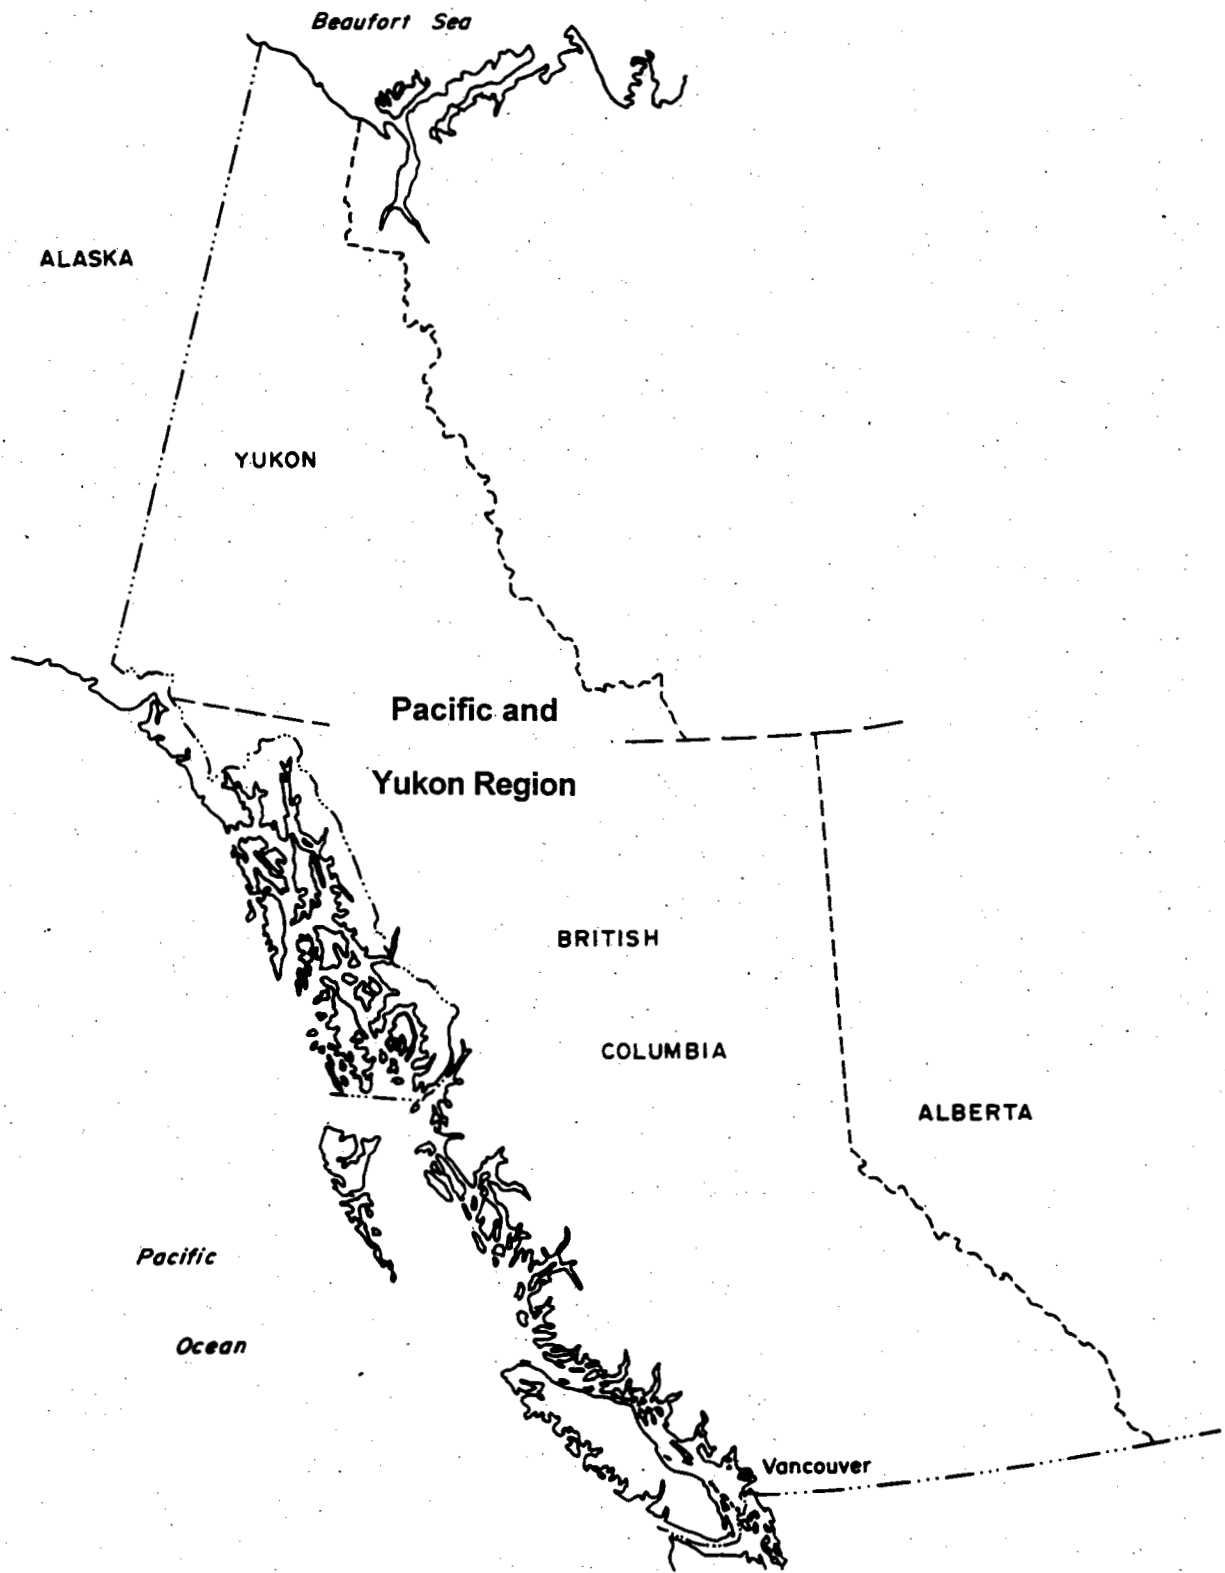 Beaufort Sea
ALASKA
YUKON
Pacific and
Yukon Region
BRITISH
COLUMBIA
ALBERTA
Pacific
Ocean
Vancouver